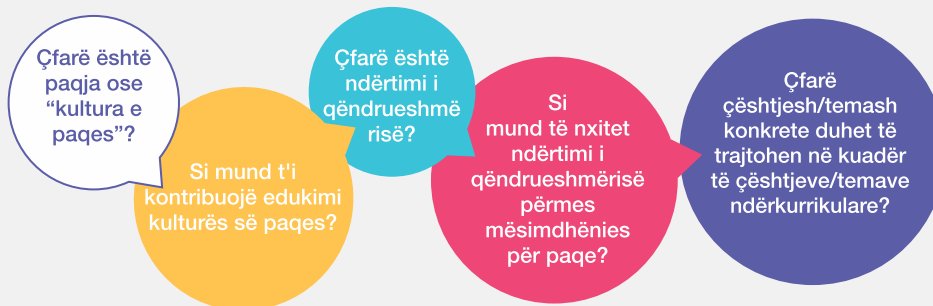 Çfarë është
paqja ose
“kultura e
paqes”?
Si mund t'i
kontribuojë edukimi
kulturës së paqes?
Çfarë është
ndërtimi i
qëndrueshmë
risë?
Si
mund të nxitet
ndërtimi i
qëndrueshmërisë
përmes
mësimdhënies
për paqe?
Çfarë
çështjesh/temash
konkrete duhet të
trajtohen në kuadër
të çështjeve/temave
ndërkurrikulare?